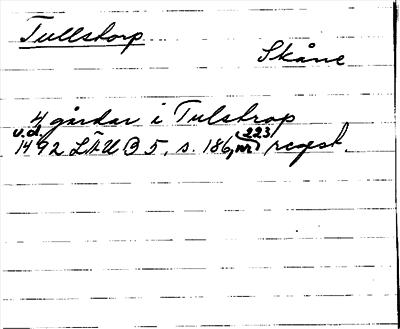 Tullstorp
Skåne
4 gårdar i Tulstrop
u.d.
1492 LÄU B 5, s. 186, nr 223, regest.